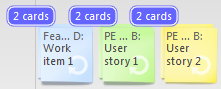 2 cards 2 cards 2 cards
Fea... D: PE ... B: PE ... B:
Work User User
item 1 story 1 story 2